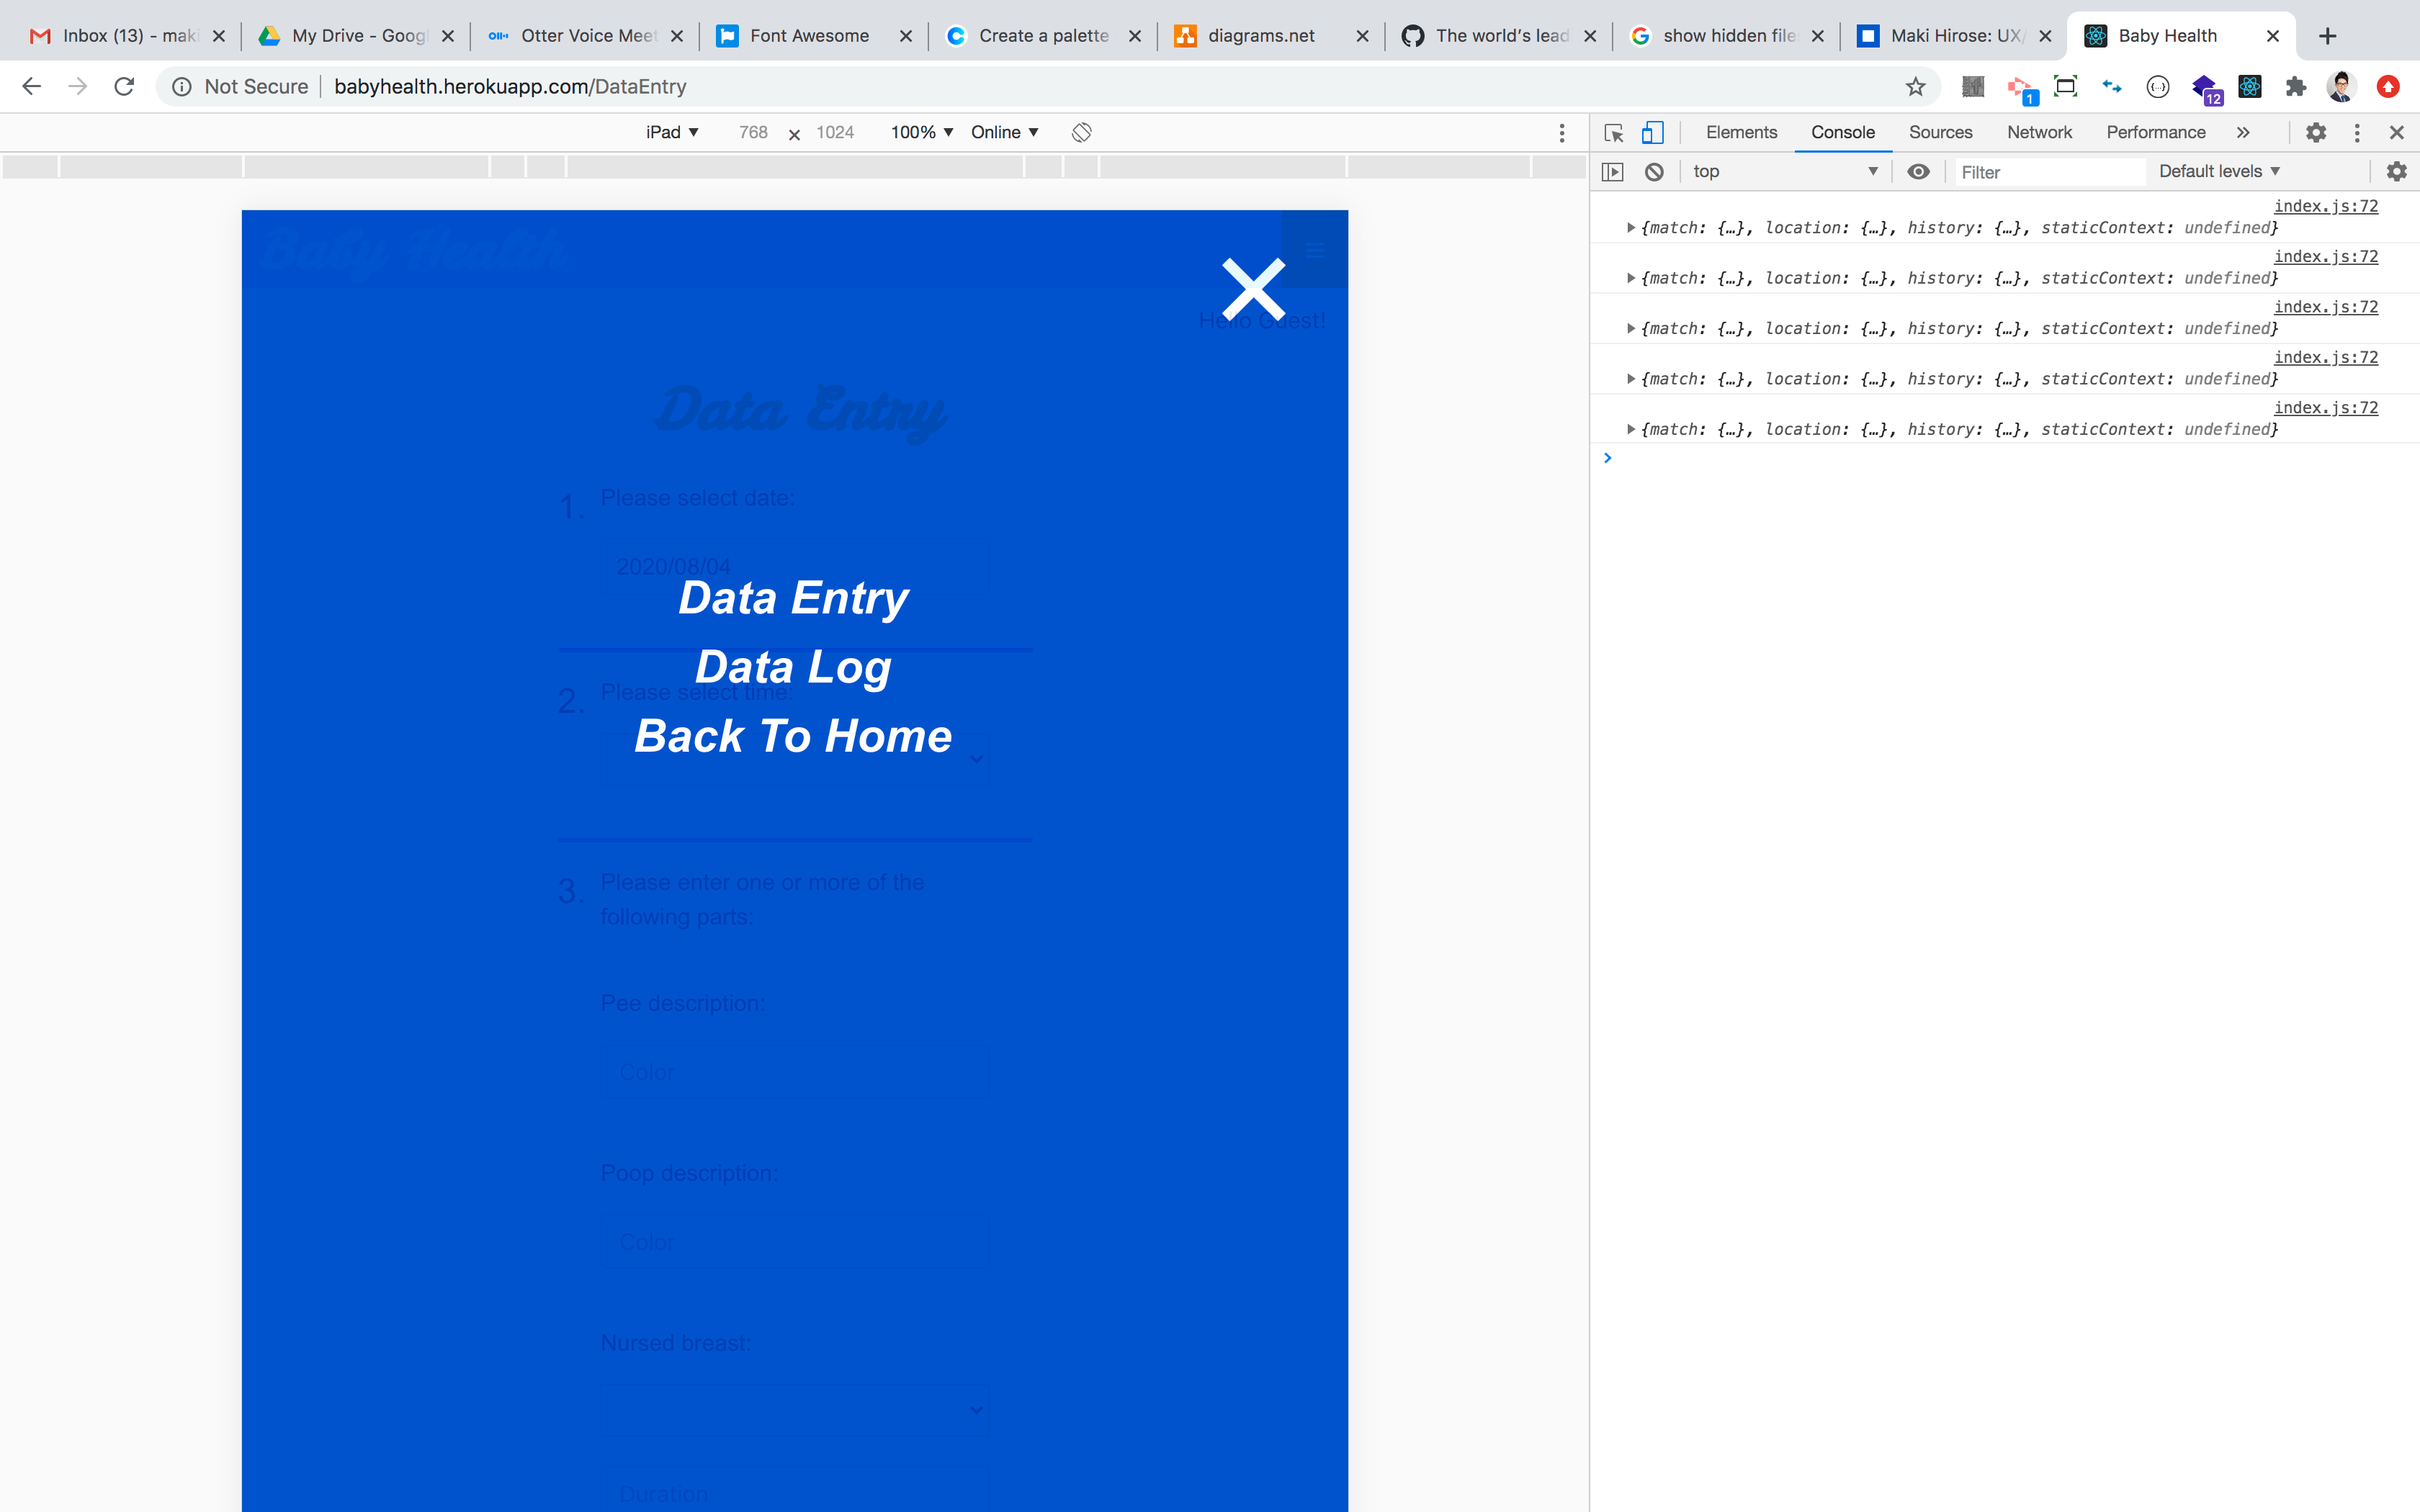 Inbox (13) - maki
My Drive - Googl
Otter Voice Meet
Font Awesome
Create a palette
diagrams.net
The world's lead
show hidden file
Maki Hirose: UX/
Baby Health
Not Secure babyhealth.herokuapp.com/DataEntry
1
12
iPad ▼ 768 × 1024 100% ▼ Online ▼
Elements Console Sources Network Performance »
top ▼ Filter Default levels ▼
index.js:72
▶{match: {…}, location: {…}, history: {…}, staticContext: undefined}
index.js:72
▶{match: {…}, location: {…}, history: {…}, staticContext: undefined}
index.js:72
▶{match: {…}, location: {…}, history: {…}, staticContext: undefined}
index.js:72
▶{match: {…}, location: {…}, history: {…}, staticContext: undefined}
index.js:72
▶{match: {…}, location: {…}, history: {…}, staticContext: undefined}
Baby Health
Hello Guest!
Data Entry
1. Please select date:
2020/08/04
Data Entry
Data Log
2. Please select time:
Back To Home
3. Please enter one or more of the
following parts:
Pee description:
Color
Poop description:
Color
Nursed breast:
Duration